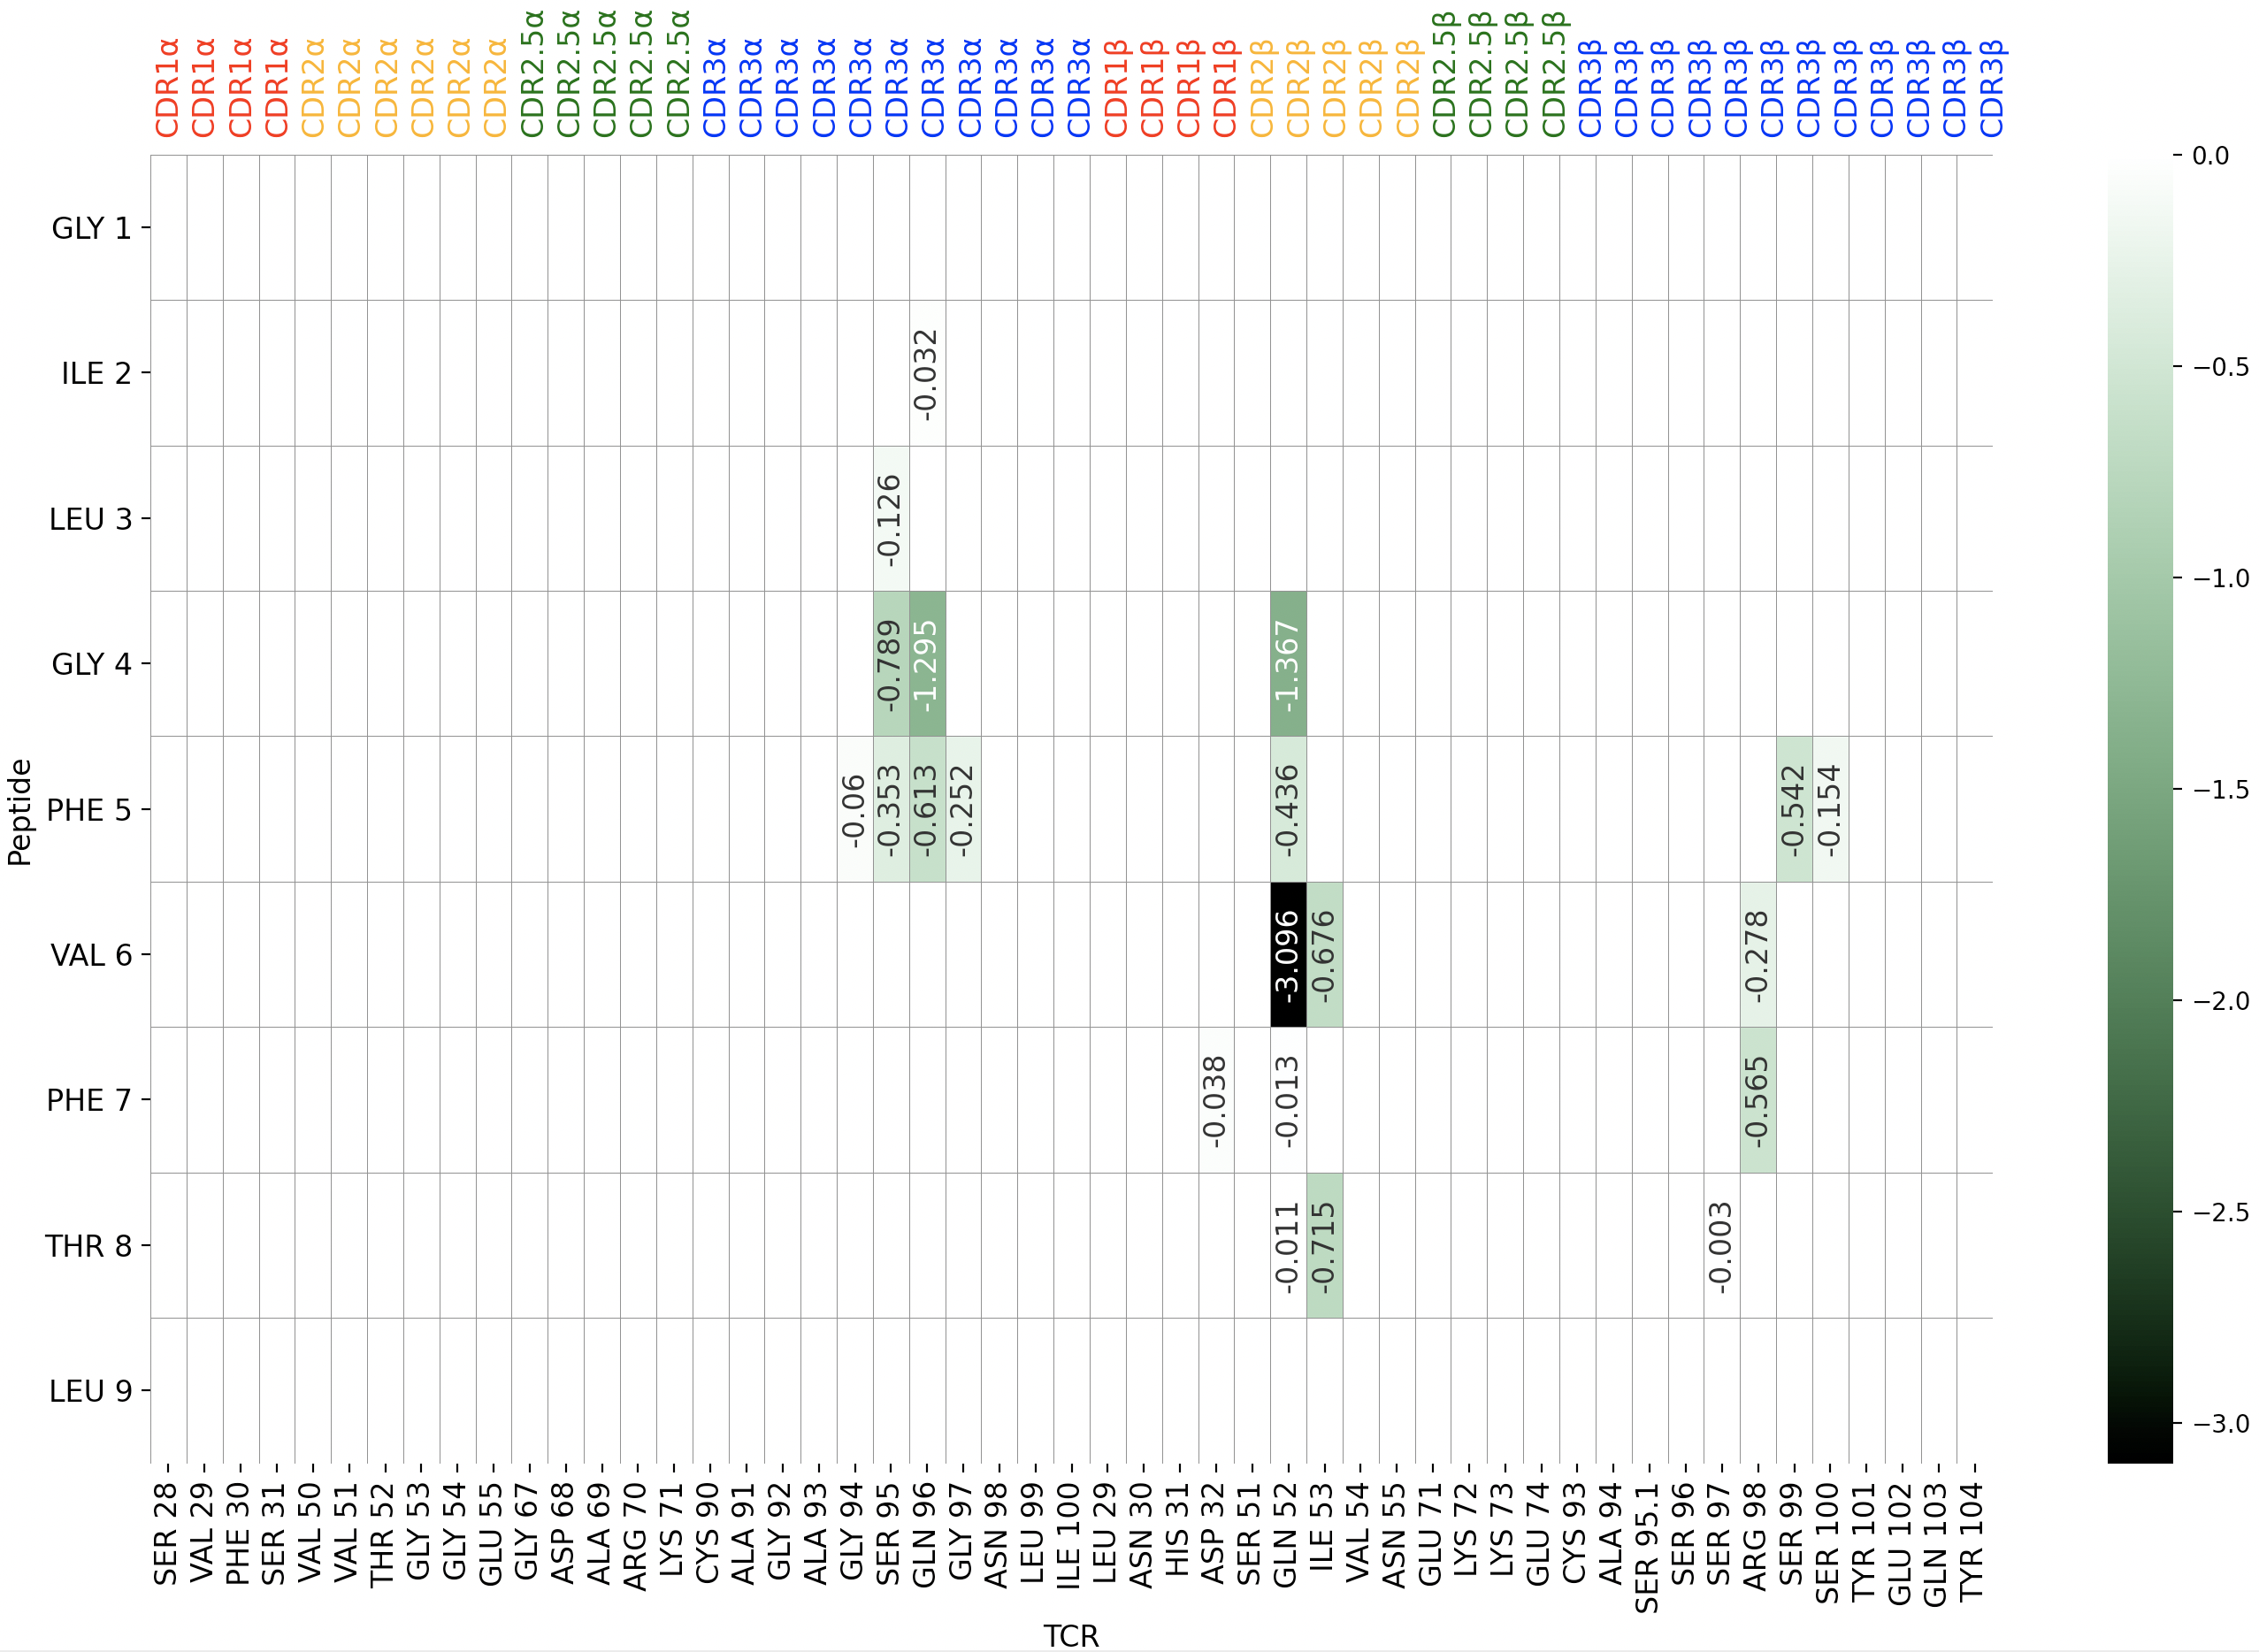 CDR1α CDR1α CDR1α CDR1α CDR2α CDR2α CDR2α CDR2α CDR2α CDR2α CDR2.5α CDR2.5α CDR2.5α CDR2.5α CDR2.5α CDR3α CDR3α CDR3α CDR3α CDR3α CDR3α CDR3α CDR3α CDR3α CDR3α CDR3α CDR1β CDR1β CDR1β CDR1β CDR2β CDR2β CDR2β CDR2β CDR2β CDR2.5β CDR2.5β CDR2.5β CDR2.5β CDR3β CDR3β CDR3β CDR3β CDR3β CDR3β CDR3β CDR3β CDR3β CDR3β CDR3β CDR3β
Peptide
GLY 1
ILE 2 -0.032
LEU 3 -0.126
GLY 4 -0.789 -1.295 -1.367
PHE 5 -0.06 -0.353 -0.613 -0.252 -0.436 -0.542 -0.154
VAL 6 -3.096 -0.676 -0.278
PHE 7 -0.038 -0.013 -0.565
THR 8 -0.011 -0.715 -0.003
LEU 9
SER 28 VAL 29 PHE 30 SER 31 VAL 50 VAL 51 THR 52 GLY 53 GLY 54 GLU 55 GLY 67 ASP 68 ALA 69 ARG 70 LYS 71 CYS 90 ALA 91 GLY 92 ALA 93 GLY 94 SER 95 GLN 96 GLY 97 ASN 98 LEU 99 ILE 100 LEU 29 ASN 30 HIS 31 ASP 32 SER 51 GLN 52 ILE 53 VAL 54 ASN 55 GLU 71 LYS 72 LYS 73 GLU 74 CYS 93 ALA 94 SER 95.1 SER 96 SER 97 ARG 98 SER 99 SER 100 TYR 101 GLU 102 GLN 103 TYR 104
TCR
0.0
−0.5
−1.0
−1.5
−2.0
−2.5
−3.0